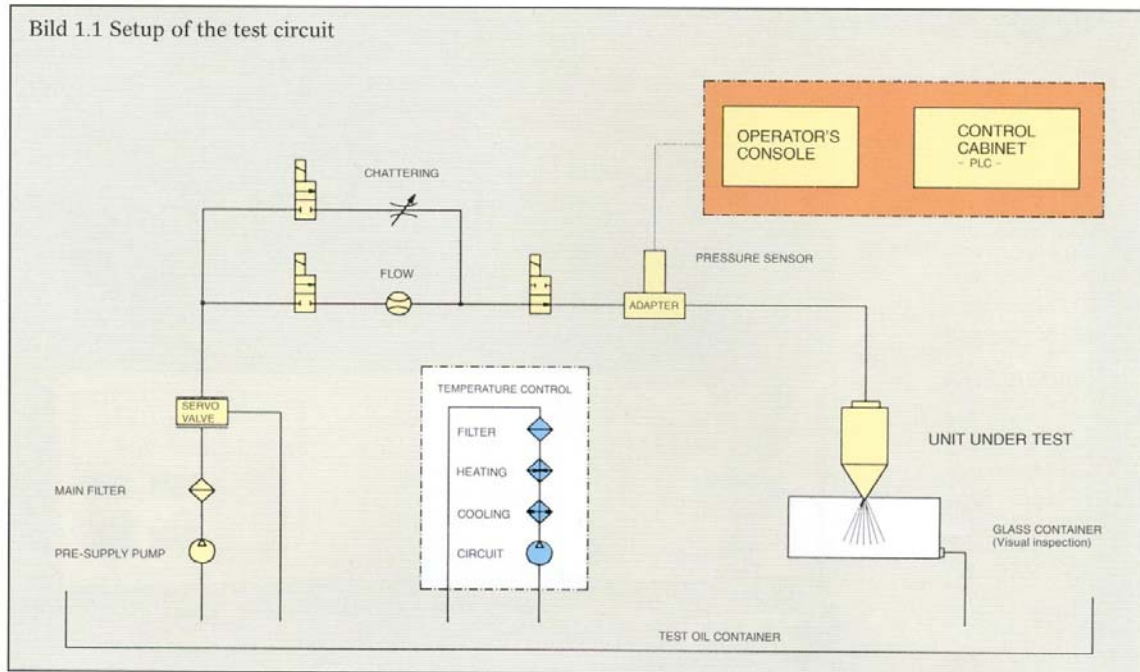 Bild 1.1 Setup of the test circuit
OPERATOR'S
CONSOLE
CONTROL
CABINET
- PLC -
CHATTERING
FLOW
PRESSURE SENSOR
ADAPTER
SERVO
VALVE
TEMPERATURE CONTROL
FILTER
HEATING
COOLING
CIRCUIT
MAIN FILTER
PRE-SUPPLY PUMP
UNIT UNDER TEST
GLASS CONTAINER
(Visual inspection)
TEST OIL CONTAINER